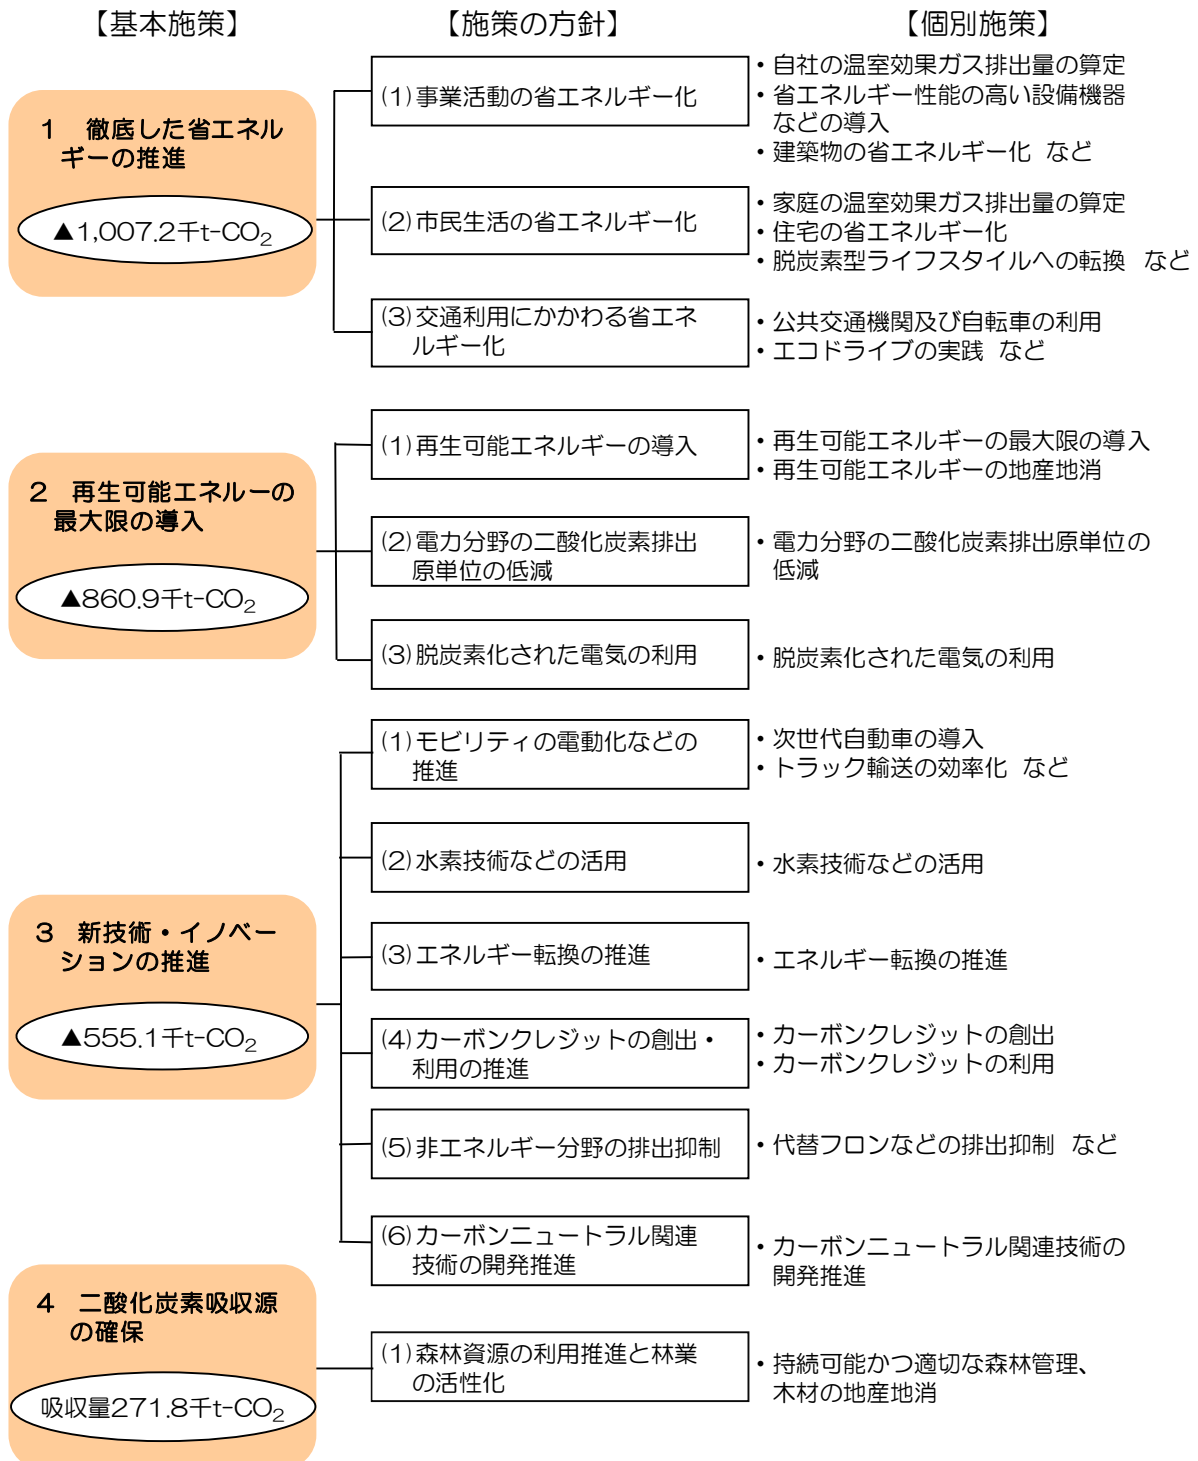 【基本施策】 【施策の方針】 【個別施策】
1 徹底した省エネル
ギーの推進
▲1,007.2千t-CO₂
(1)事業活動の省エネルギー化
・自社の温室効果ガス排出量の算定
・省エネルギー性能の高い設備機器
などの導入
・建築物の省エネルギー化 など
(2)市民生活の省エネルギー化
・家庭の温室効果ガス排出量の算定
・住宅の省エネルギー化
・脱炭素型ライフスタイルへの転換 など
(3)交通利用にかかわる省エネ
ルギー化
・公共交通機関及び自転車の利用
・エコドライブの実践 など
2 再生可能エネルーの
最大限の導入
▲860.9千t-CO₂
(1)再生可能エネルギーの導入
・再生可能エネルギーの最大限の導入
・再生可能エネルギーの地産地消
(2)電力分野の二酸化炭素排出
原単位の低減
・電力分野の二酸化炭素排出原単位の
低減
(3)脱炭素化された電気の利用
・脱炭素化された電気の利用
3 新技術・イノベー
ションの推進
▲555.1千t-CO₂
(1)モビリティの電動化などの
推進
・次世代自動車の導入
・トラック輸送の効率化 など
(2)水素技術などの活用
・水素技術などの活用
(3)エネルギー転換の推進
・エネルギー転換の推進
(4)カーボンクレジットの創出・
利用の推進
・カーボンクレジットの創出
・カーボンクレジットの利用
(5)非エネルギー分野の排出抑制
・代替フロンなどの排出抑制 など
(6)カーボンニュートラル関連
技術の開発推進
・カーボンニュートラル関連技術の
開発推進
4 二酸化炭素吸収源
の確保
吸収量271.8千t-CO₂
(1)森林資源の利用推進と林業
の活性化
・持続可能かつ適切な森林管理、
木材の地産地消